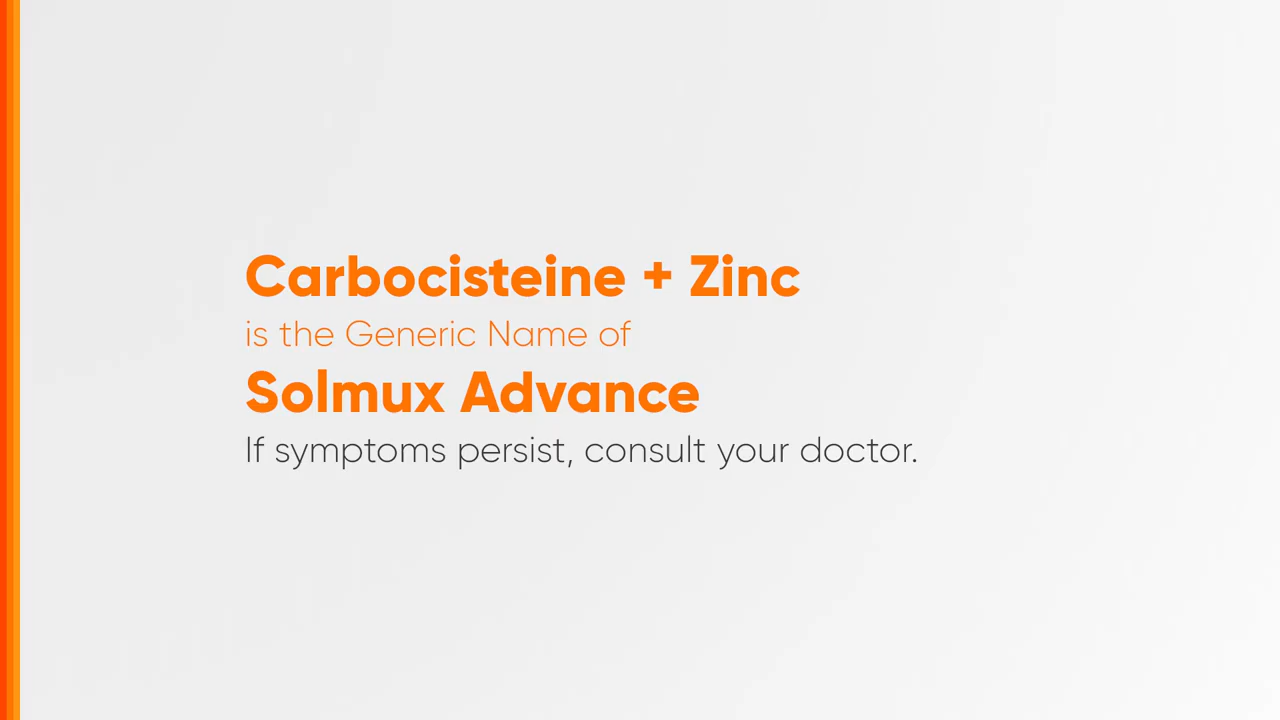 Carbocisteine + Zinc
is the Generic Name of
Solmux Advance
If symptoms persist, consult your doctor.